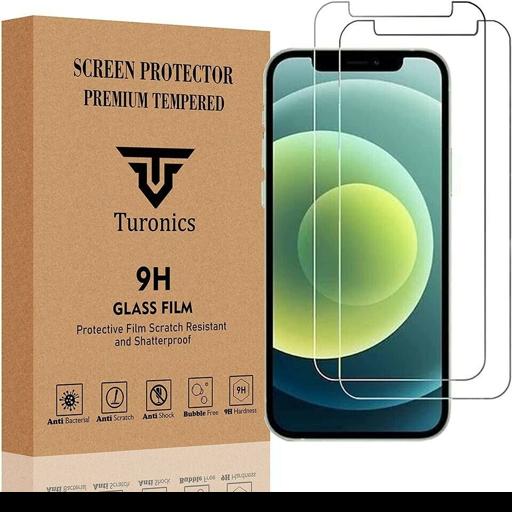 SCREEN PROTECTOR
PREMIUM TEMPERED
Turonics
9H
GLASS FILM
Protective Film Scratch Resistant
and Shatterproof
9H
Anti Bacterial
Anti Scratch
Anti Shock
Bubble Free
9H Hardness